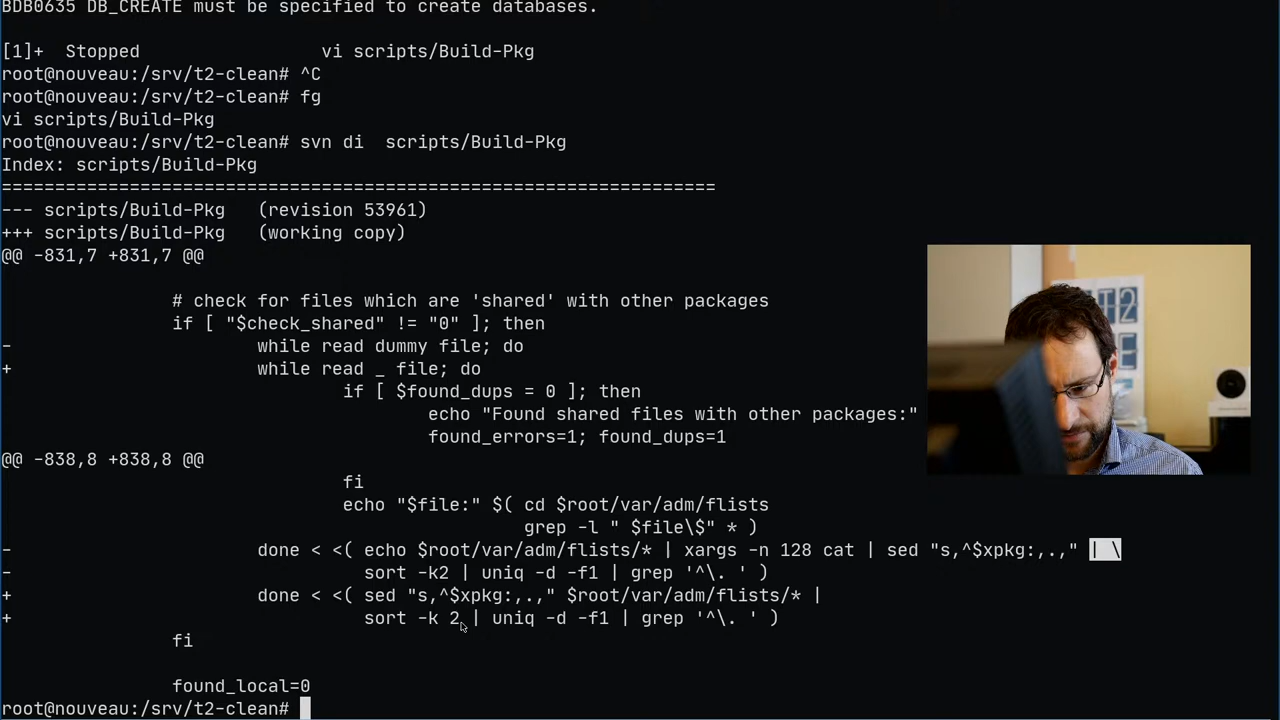 BDB0635 DB_CREATE must be specified to create databases.
[1]+  Stopped                 vi scripts/Build-Pkg
root@nouveau:/srv/t2-clean# ^C
root@nouveau:/srv/t2-clean# fg
vi scripts/Build-Pkg
root@nouveau:/srv/t2-clean# svn di  scripts/Build-Pkg
Index: scripts/Build-Pkg
===================================================================
--- scripts/Build-Pkg   (revision 53961)
+++ scripts/Build-Pkg   (working copy)
@@ -831,7 +831,7 @@
                # check for files which are 'shared' with other packages
                if [ "$check_shared" != "0" ]; then
-                       while read dummy file; do
+                       while read _ file; do
                                if [ $found_dups = 0 ]; then
                                        echo "Found shared files with other packages:"
                                        found_errors=1; found_dups=1
@@ -838,8 +838,8 @@
                                fi
                                echo "$file:" $( cd $root/var/adm/flists
                                                 grep -l " $file\$" * )
-                       done < <( echo $root/var/adm/flists/* | xargs -n 128 cat | sed "s,^$xpkg:,.," | \
-                                 sort -k2 | uniq -d -f1 | grep '^\. ' )
+                       done < <( sed "s,^$xpkg:,.," $root/var/adm/flists/* |
+                                 sort -k 2 | uniq -d -f1 | grep '^\. ' )
                fi
                found_local=0
root@nouveau:/srv/t2-clean#
T2